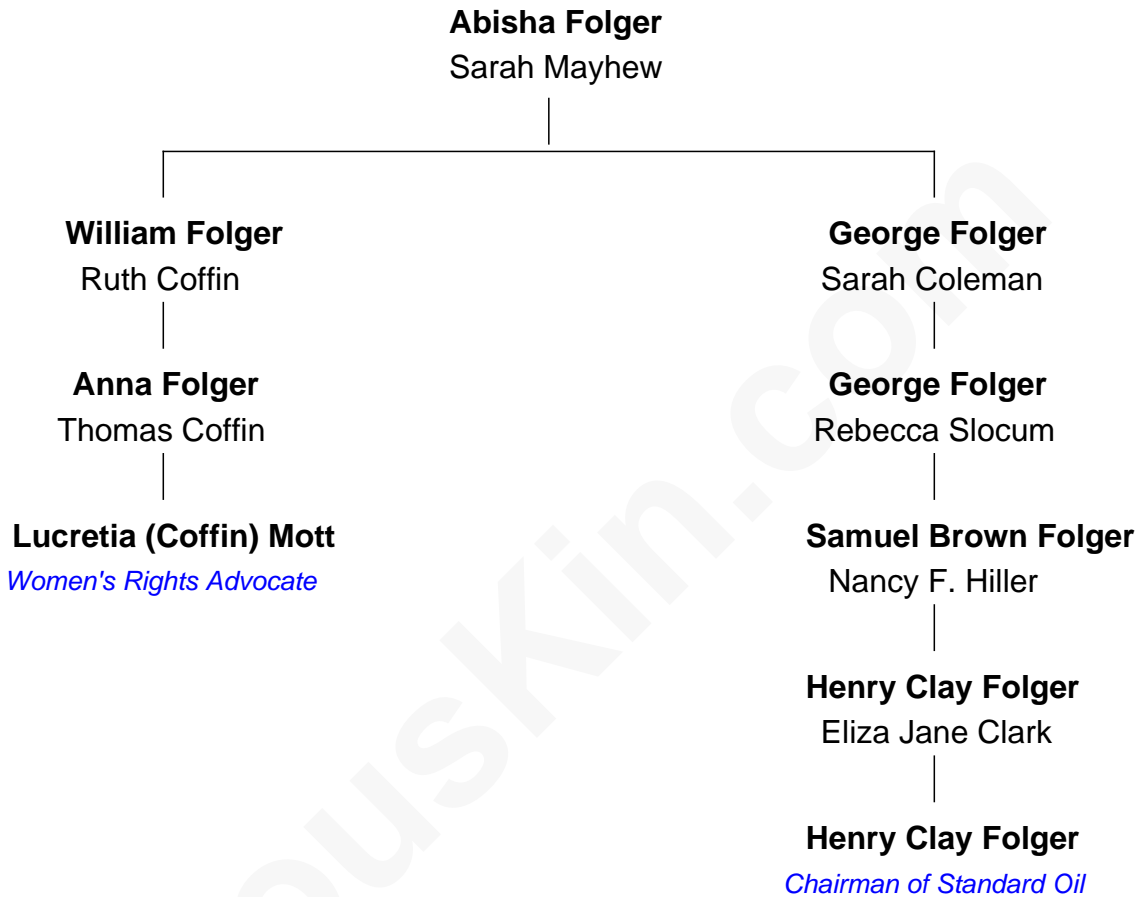 Abisha Folger
Sarah Mayhew
William Folger
Ruth Coffin
George Folger
Sarah Coleman
Anna Folger
Thomas Coffin
George Folger
Rebecca Slocum
Lucretia (Coffin) Mott
Women's Rights Advocate
Samuel Brown Folger
Nancy F. Hiller
Henry Clay Folger
Eliza Jane Clark
Henry Clay Folger
Chairman of Standard Oil
ousKin.com